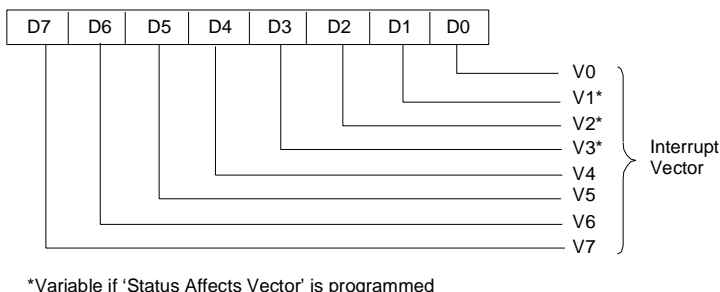 D7 D6 D5 D4 D3 D2 D1 D0
V0
V1*
V2*
V3*
V4
V5
V6
V7
Interrupt
Vector
*Variable if ‘Status Affects Vector’ is programmed